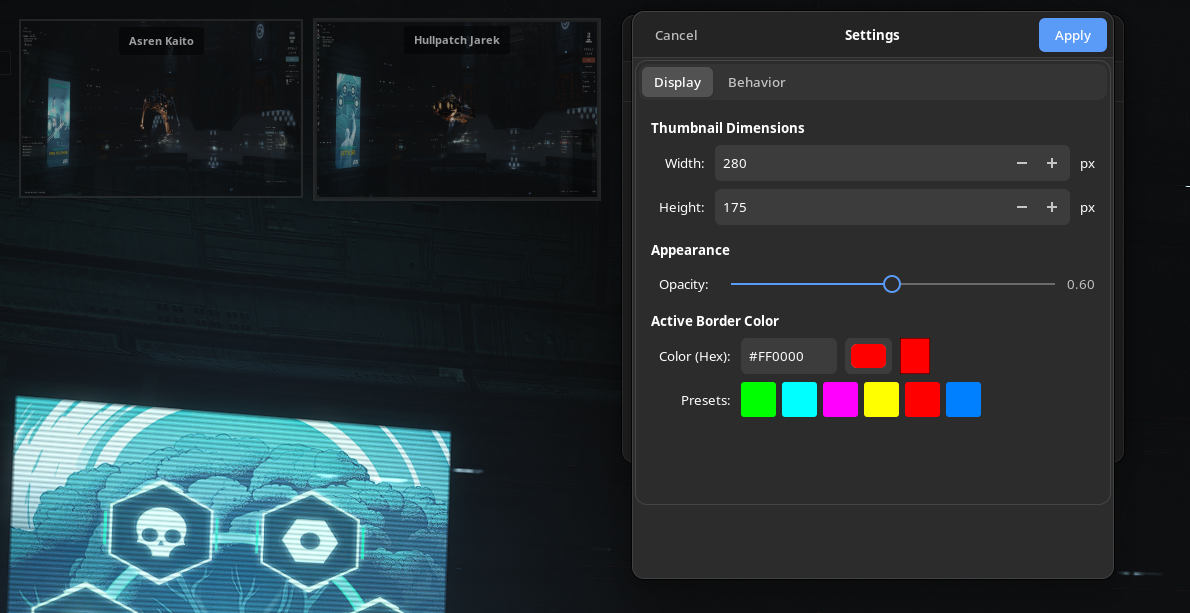 Asren Kaito
Hullpatch Jarek
Cancel
Settings
Apply
Display
Behavior
Thumbnail Dimensions
Width:
280
px
Height:
175
px
Appearance
Opacity:
0.60
Active Border Color
Color (Hex):
#FF0000
Presets: